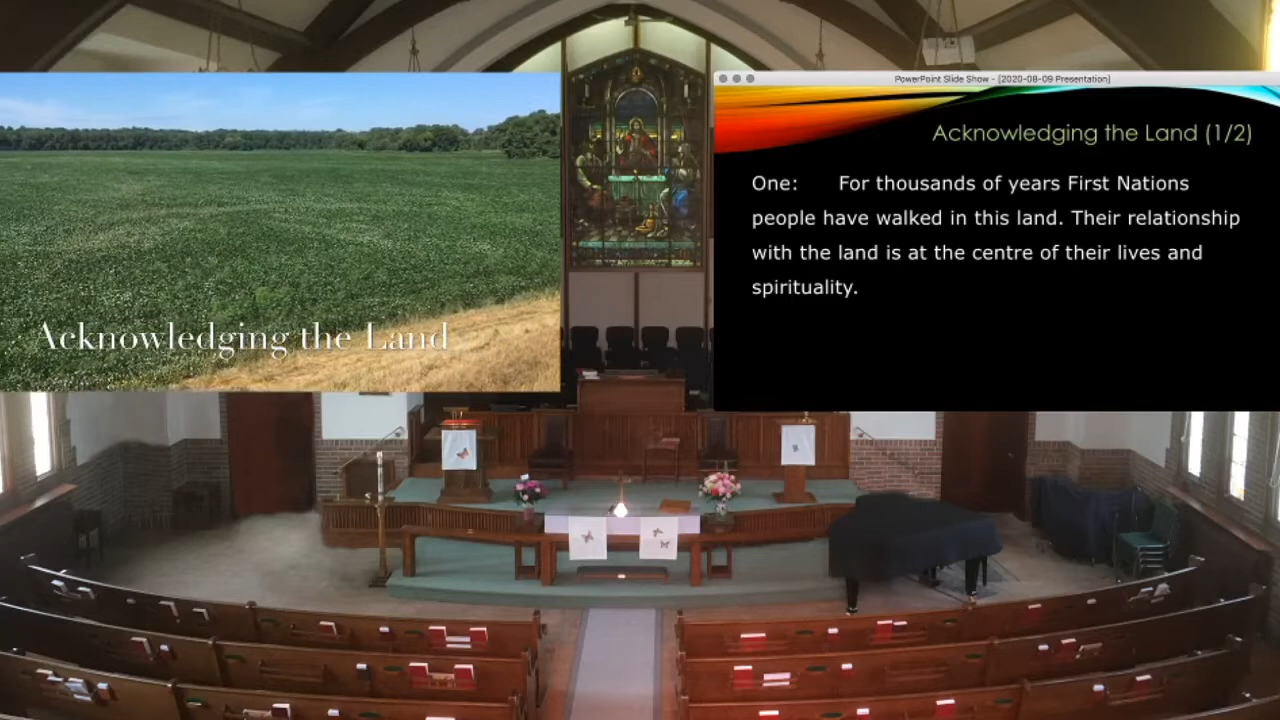 Acknowledging the Land
PowerPoint Slide Show - [2020-08-09 Presentation]
Acknowledging the Land (1/2)
One: For thousands of years First Nations
people have walked in this land. Their relationship
with the land is at the centre of their lives and
spirituality.